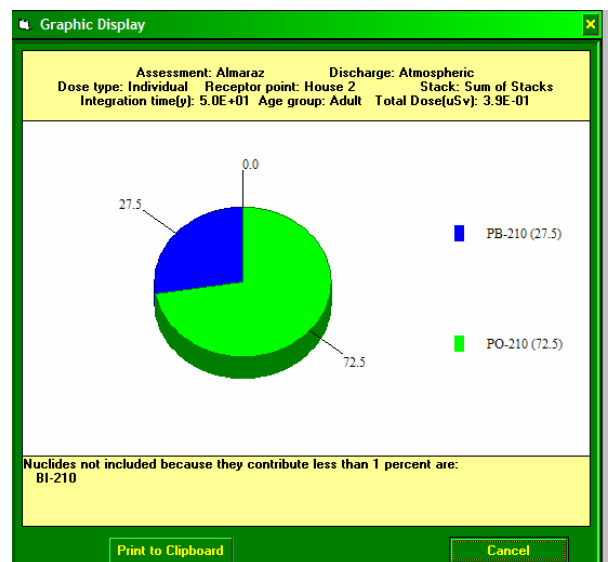 Graphic Display
Assessment: Almaraz Discharge: Atmospheric
Dose type: Individual Receptor point: House 2 Stack: Sum of Stacks
Integration time(y): 5.0E+01 Age group: Adult Total Dose(uSv): 3.9E-01
0.0
27.5
PB-210 (27.5)
PO-210 (72.5)
72.5
Nuclides not included because they contribute less than 1 percent are:
BI-210
Print to Clipboard Cancel